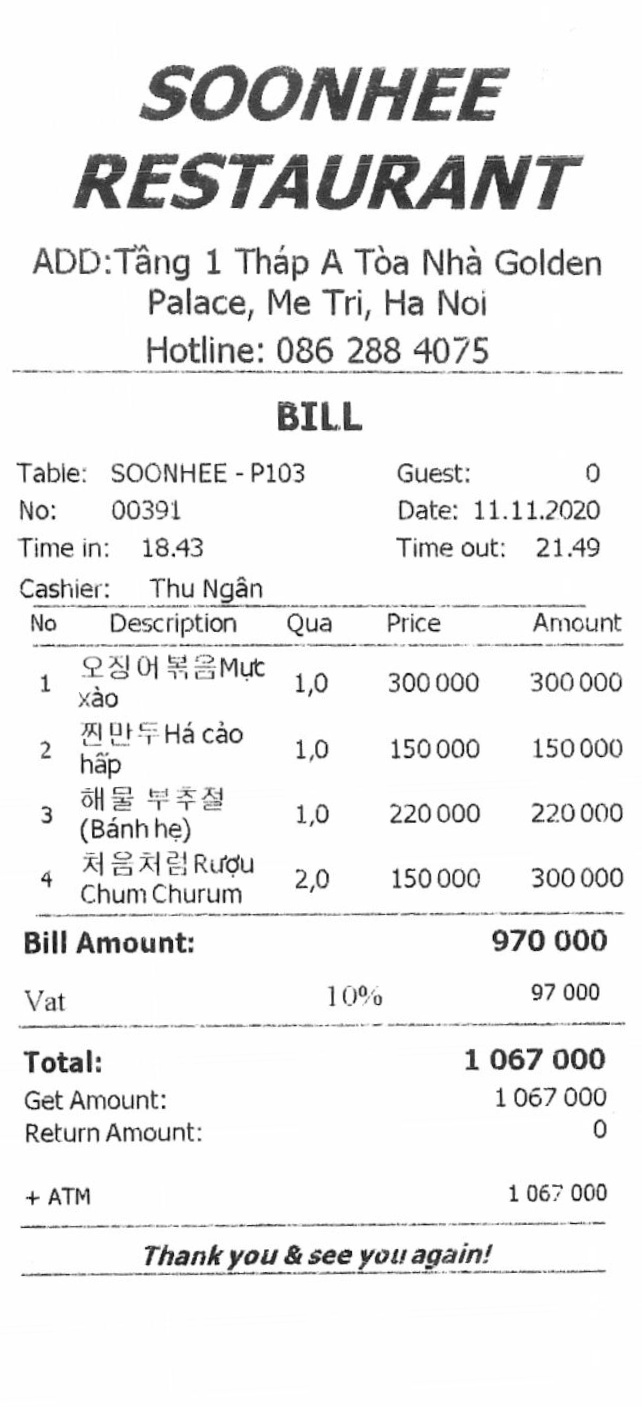 SOONHEE
RESTAURANT
ADD:Tầng 1 Tháp A Tòa Nhà Golden
Palace, Me Tri, Ha Noi
Hotline: 086 288 4075
BILL
Table: SOONHEE - P103 Guest: 0
No: 00391 Date: 11.11.2020
Time in: 18.43 Time out: 21.49
Cashier: Thu Ngân
No Description Qua Price Amount
1 오징어볶음Mực xào 1,0 300 000 300 000
2 찐만두Há cảo hấp 1,0 150 000 150 000
3 해물 부추절 (Bánh hẹ) 1,0 220 000 220 000
4 처음처럼Rượu Chum Churum 2,0 150 000 300 000
Bill Amount: 970 000
Vat 10% 97 000
Total: 1 067 000
Get Amount: 1 067 000
Return Amount: 0
+ ATM 1 067 000
Thank you & see you again!